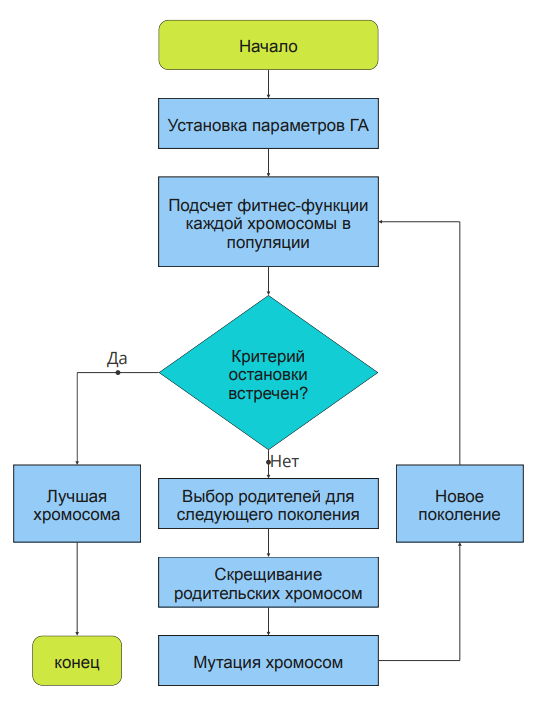 Начало
Установка параметров ГА
Подсчет фитнес-функции
каждой хромосомы в
популяции
Критерий
остановки
встречен?
Да
Нет
Лучшая
хромосома
Выбор родителей для
следующего поколения
Новое
поколение
Скрещивание
родительских хромосом
Мутация хромосом
конец